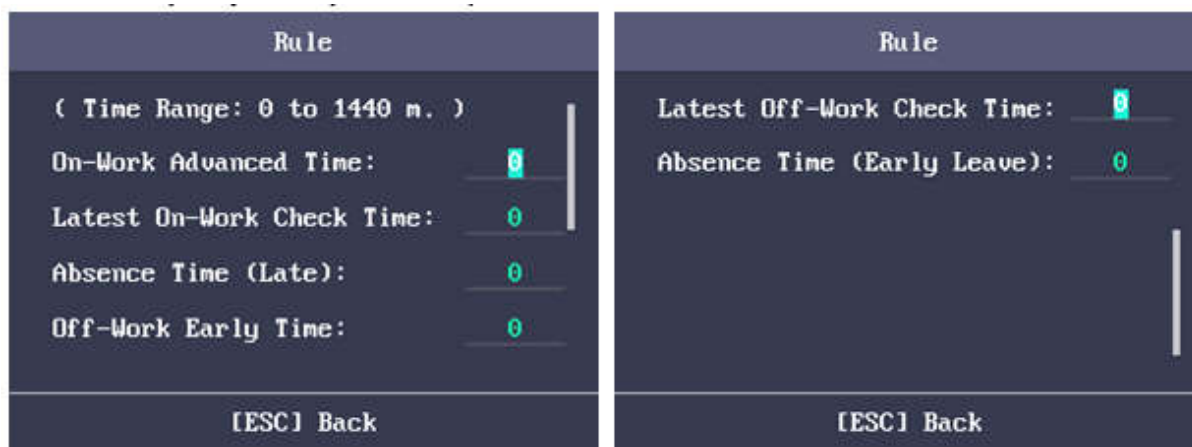 Rule
( Time Range: 0 to 1440 m. )
On-Work Advanced Time: 0
Latest On-Work Check Time: 0
Absence Time (Late): 0
Off-Work Early Time: 0
[ESC] Back
Rule
Latest Off-Work Check Time: 0
Absence Time (Early Leave): 0
[ESC] Back